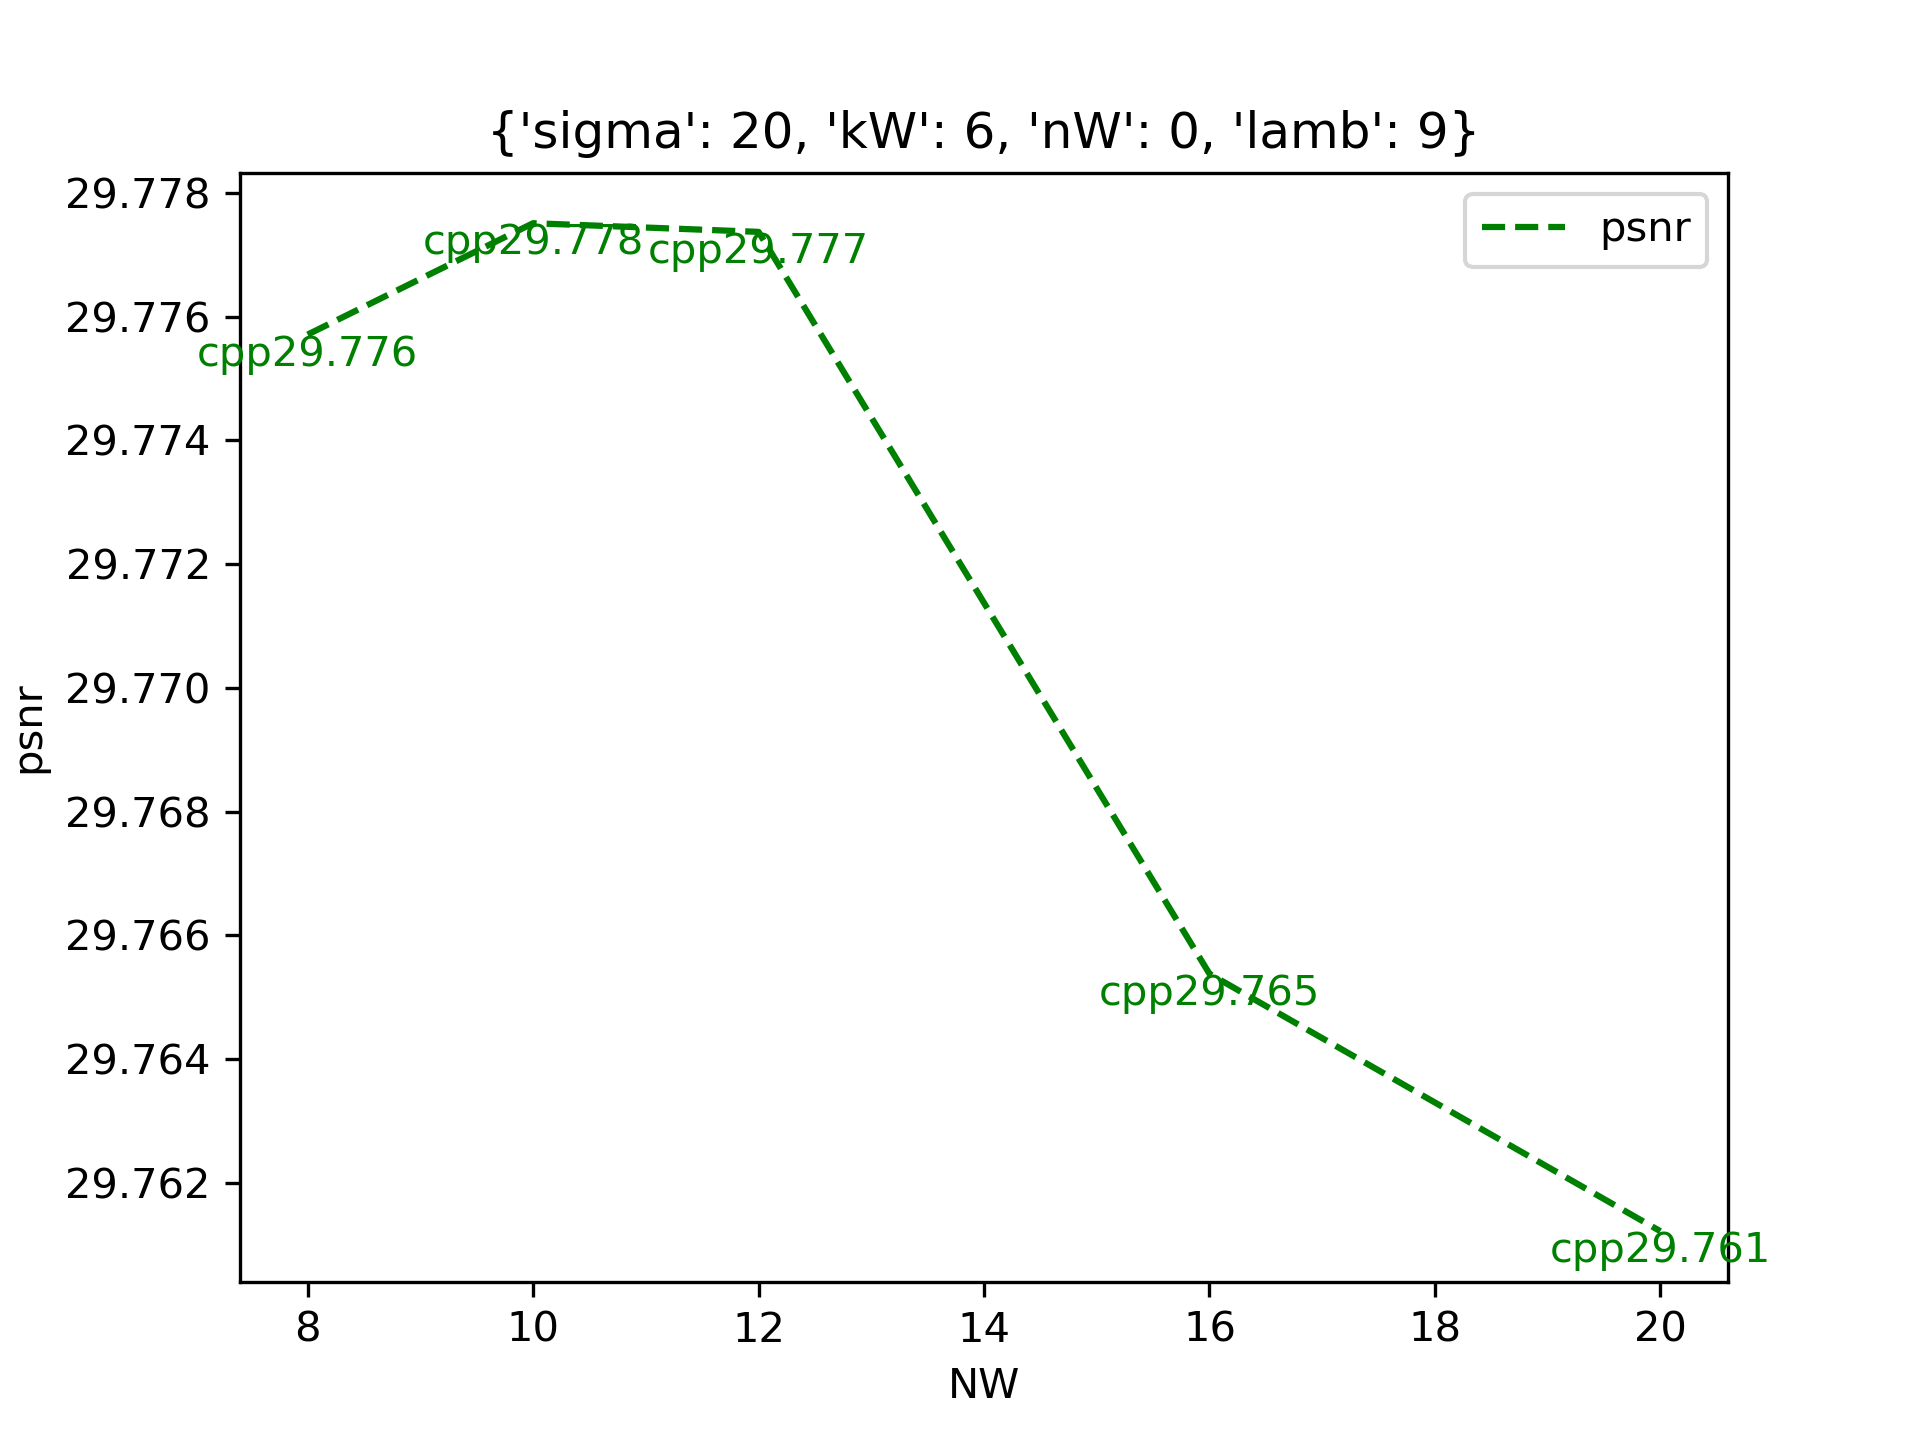 {'sigma': 20, 'kW': 6, 'nW': 0, 'lamb': 9}
psnr
29.778
29.776
29.774
29.772
29.770
29.768
29.766
29.764
29.762
psnr
cpp29.776
cpp29.778
cpp29.777
cpp29.765
cpp29.761
8 10 12 14 16 18 20
NW